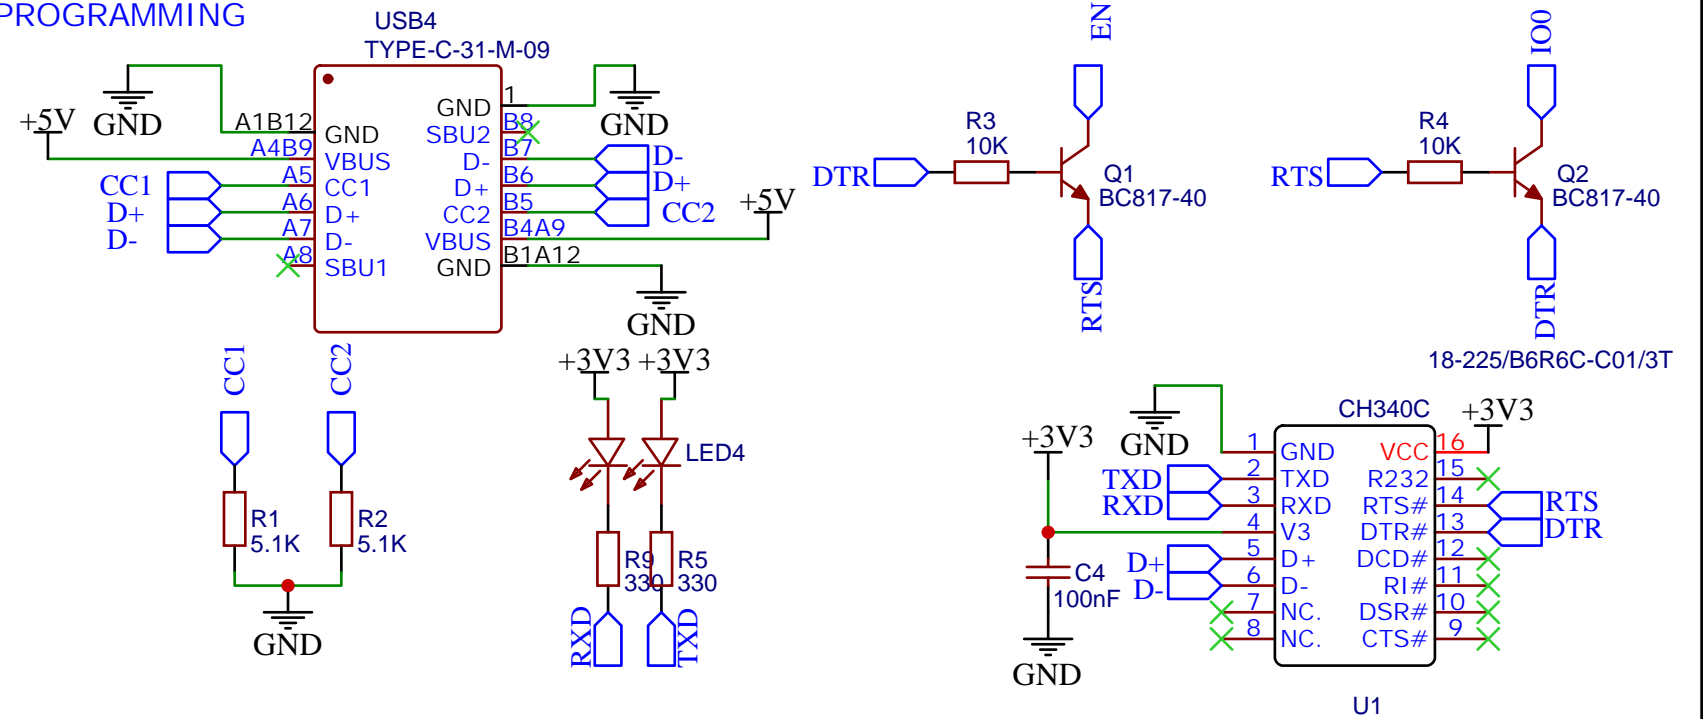 PROGRAMMING
USB4
TYPE-C-31-M-09
+5V
GND
A1B12
A4B9
A5
A6
A7
A8
CC1
D+
D-
GND
VBUS
CC1
D+
D-
SBU1
GND
SBU2
D-
D+
CC2
VBUS
GND
1
B8
B7
B6
B5
B4A9
B1A12
GND
D-
D+
CC2
+5V
GND
CC1
CC2
R1
5.1K
R2
5.1K
GND
+3V3 +3V3
LED4
R9
330
R5
330
RXD
TXD
EN
R3
10K
DTR
Q1
BC817-40
RTS
IO0
R4
10K
RTS
Q2
BC817-40
DTR
18-225/B6R6C-C01/3T
CH340C
+3V3
+3V3
GND
TXD
RXD
D+
D-
1 GND
2 TXD
3 RXD
4 V3
5 D+
6 D-
7 NC.
8 NC.
VCC 16
R232 15
RTS# 14
DTR# 13
DCD# 12
RI# 11
DSR# 10
CTS# 9
RTS
DTR
C4
100nF
GND
U1